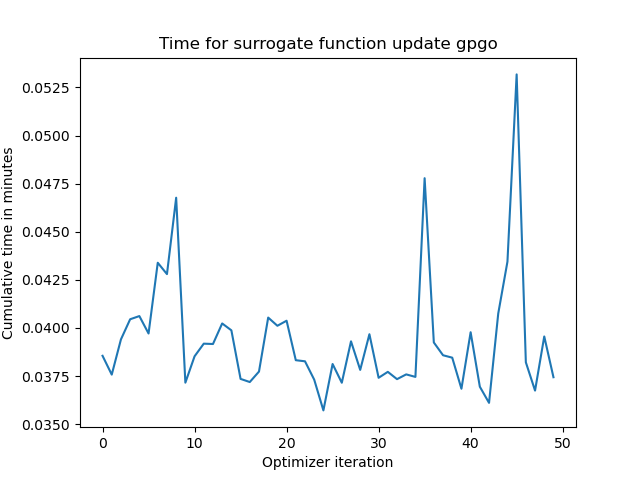 Time for surrogate function update gpgo
Cumulative time in minutes
0.0525
0.0500
0.0475
0.0450
0.0425
0.0400
0.0375
0.0350
0 10 20 30 40 50
Optimizer iteration